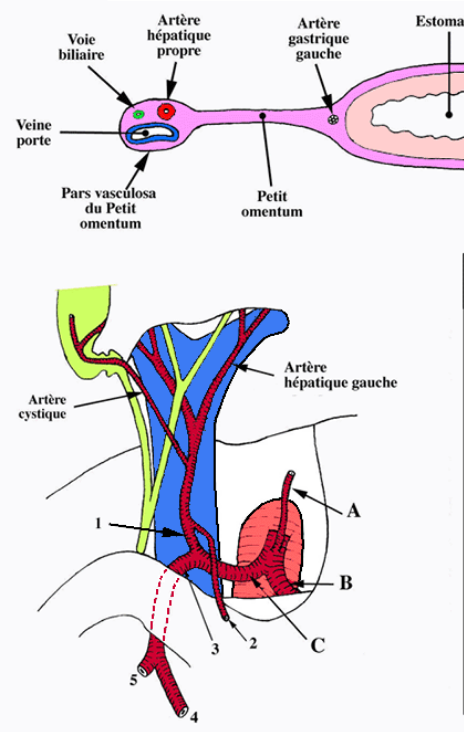 Artère
hépatique
propre
Voie
biliaire
Artère
gastrique
gauche
Estoma
Veine
porte
Pars vasculosa
du Petit
omentum
Petit
omentum
Artère
hépatique gauche
Artère
cystique
A
1
B
C
2
3
5
4